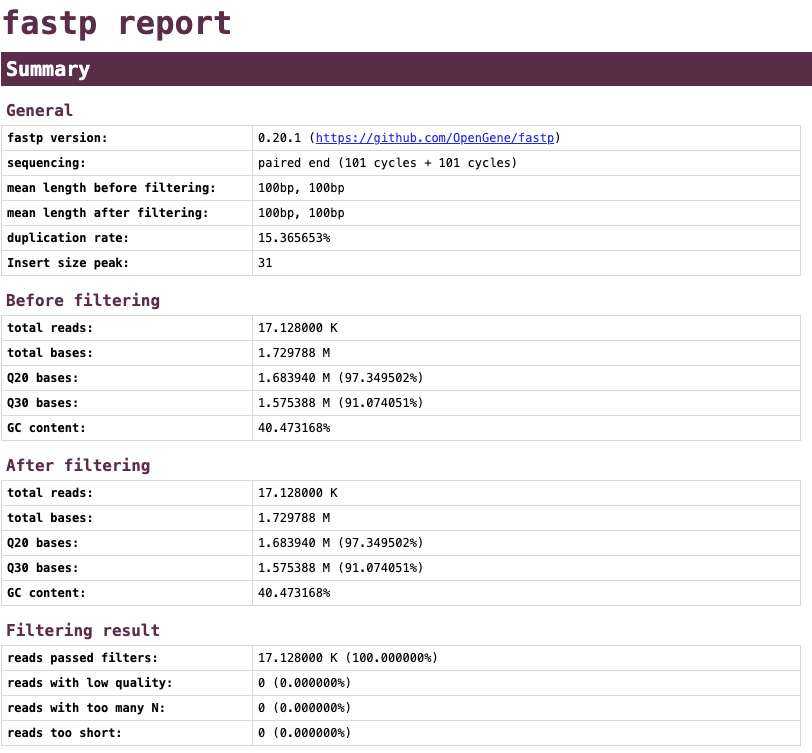 fastp report
Summary
General
fastp version: 0.20.1 (https://github.com/OpenGene/fastp)
sequencing: paired end (101 cycles + 101 cycles)
mean length before filtering: 100bp, 100bp
mean length after filtering: 100bp, 100bp
duplication rate: 15.365653%
Insert size peak: 31
Before filtering
total reads: 17.128000 K
total bases: 1.729788 M
Q20 bases: 1.683940 M (97.349502%)
Q30 bases: 1.575388 M (91.074051%)
GC content: 40.473168%
After filtering
total reads: 17.128000 K
total bases: 1.729788 M
Q20 bases: 1.683940 M (97.349502%)
Q30 bases: 1.575388 M (91.074051%)
GC content: 40.473168%
Filtering result
reads passed filters: 17.128000 K (100.000000%)
reads with low quality: 0 (0.000000%)
reads with too many N: 0 (0.000000%)
reads too short: 0 (0.000000%)